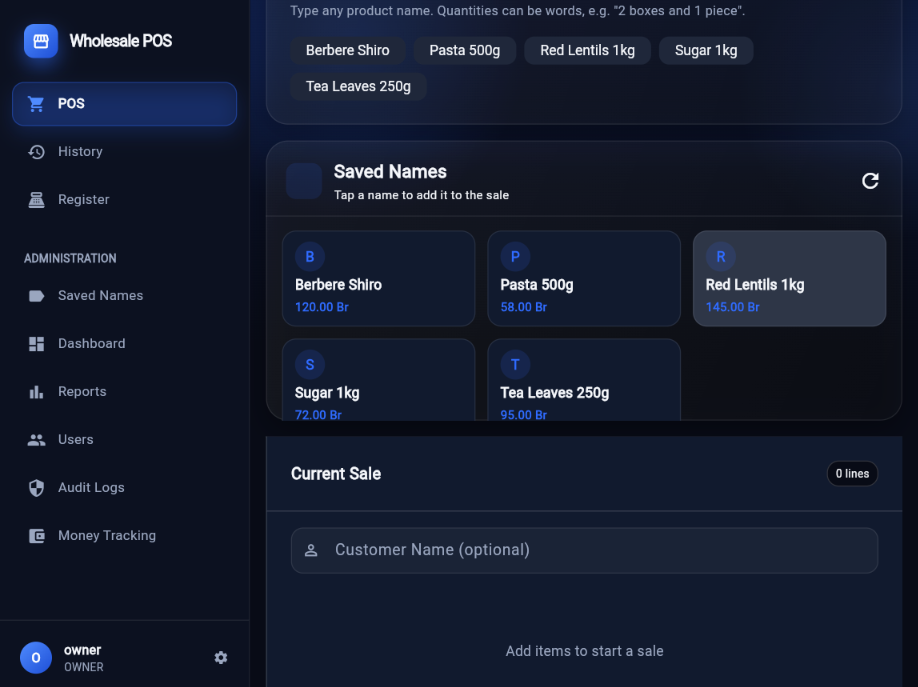 Wholesale POS
POS
History
Register
ADMINISTRATION
Saved Names
Dashboard
Reports
Users
Audit Logs
Money Tracking
O
owner
OWNER
Type any product name. Quantities can be words, e.g. "2 boxes and 1 piece".
Berbere Shiro
Pasta 500g
Red Lentils 1kg
Sugar 1kg
Tea Leaves 250g
Saved Names
Tap a name to add it to the sale
B
Berbere Shiro
120.00 Br
P
Pasta 500g
58.00 Br
R
Red Lentils 1kg
145.00 Br
S
Sugar 1kg
72.00 Br
T
Tea Leaves 250g
95.00 Br
Current Sale
0 lines
Customer Name (optional)
Add items to start a sale